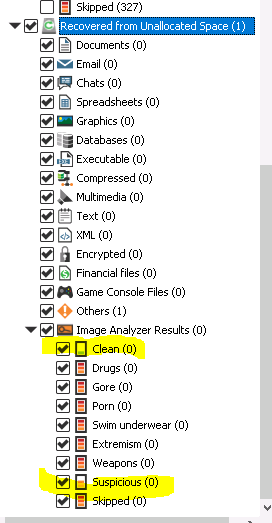 Skipped (327)
Recovered from Unallocated Space (1)
Documents (0)
Email (0)
Chats (0)
Spreadsheets (0)
Graphics (0)
Databases (0)
Executable (0)
Compressed (0)
Multimedia (0)
Text (0)
XML (0)
Encrypted (0)
Financial files (0)
Game Console Files (0)
Others (1)
Image Analyzer Results (0)
Clean (0)
Drugs (0)
Gore (0)
Porn (0)
Swim underwear (0)
Extremism (0)
Weapons (0)
Suspicious (0)
Skipped (0)